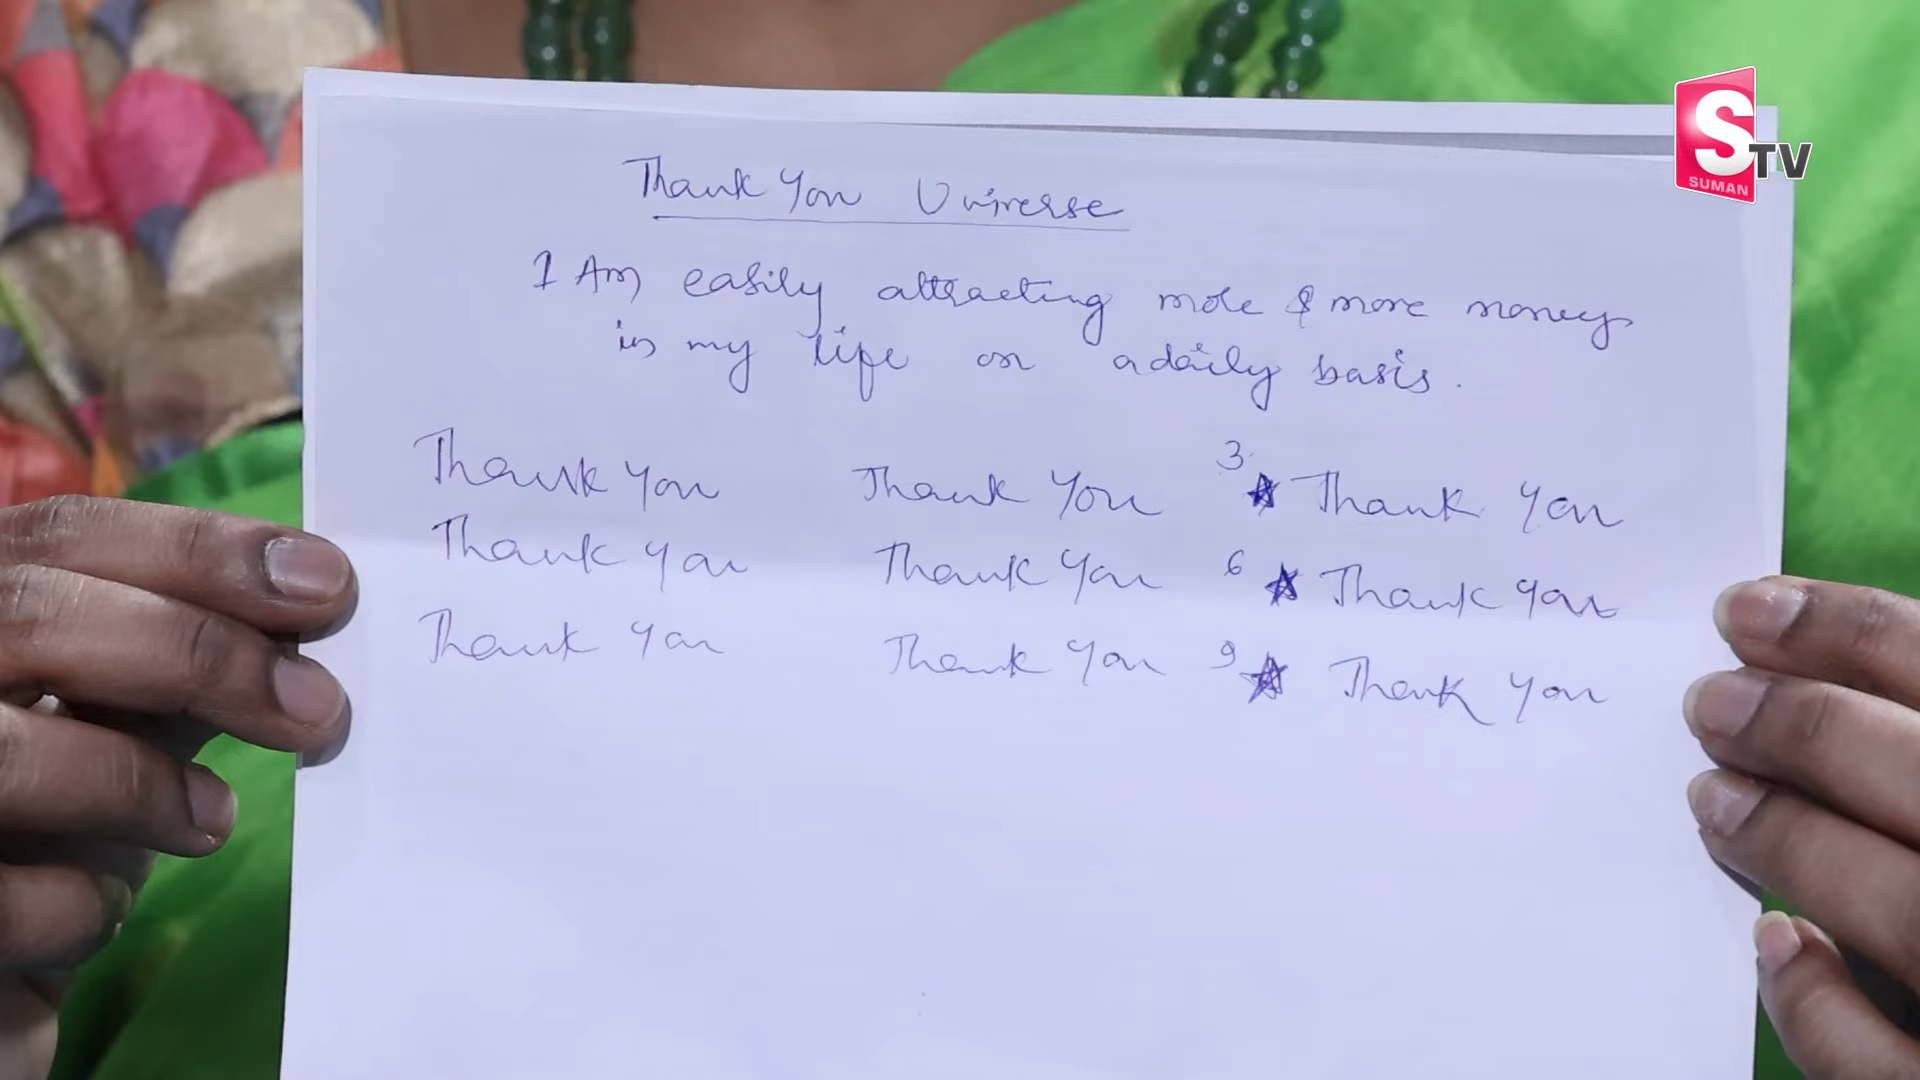 Thank You Universe
I Am easily attracting more & more money
in my life on a daily basis.
Thank You Thank You 3. ★ Thank You
Thank You Thank You 6 ★ Thank You
Thank You Thank You 9 ★ Thank You
S TV
SUMAN